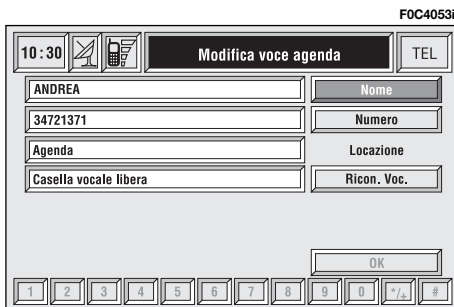 F0C4053i
10:30 Modifica voce agenda TEL
ANDREA Nome
34721371 Numero
Agenda Locazione
Casella vocale libera Ricon. Voc.
OK
1 2 3 4 5 6 7 8 9 0 */+ #